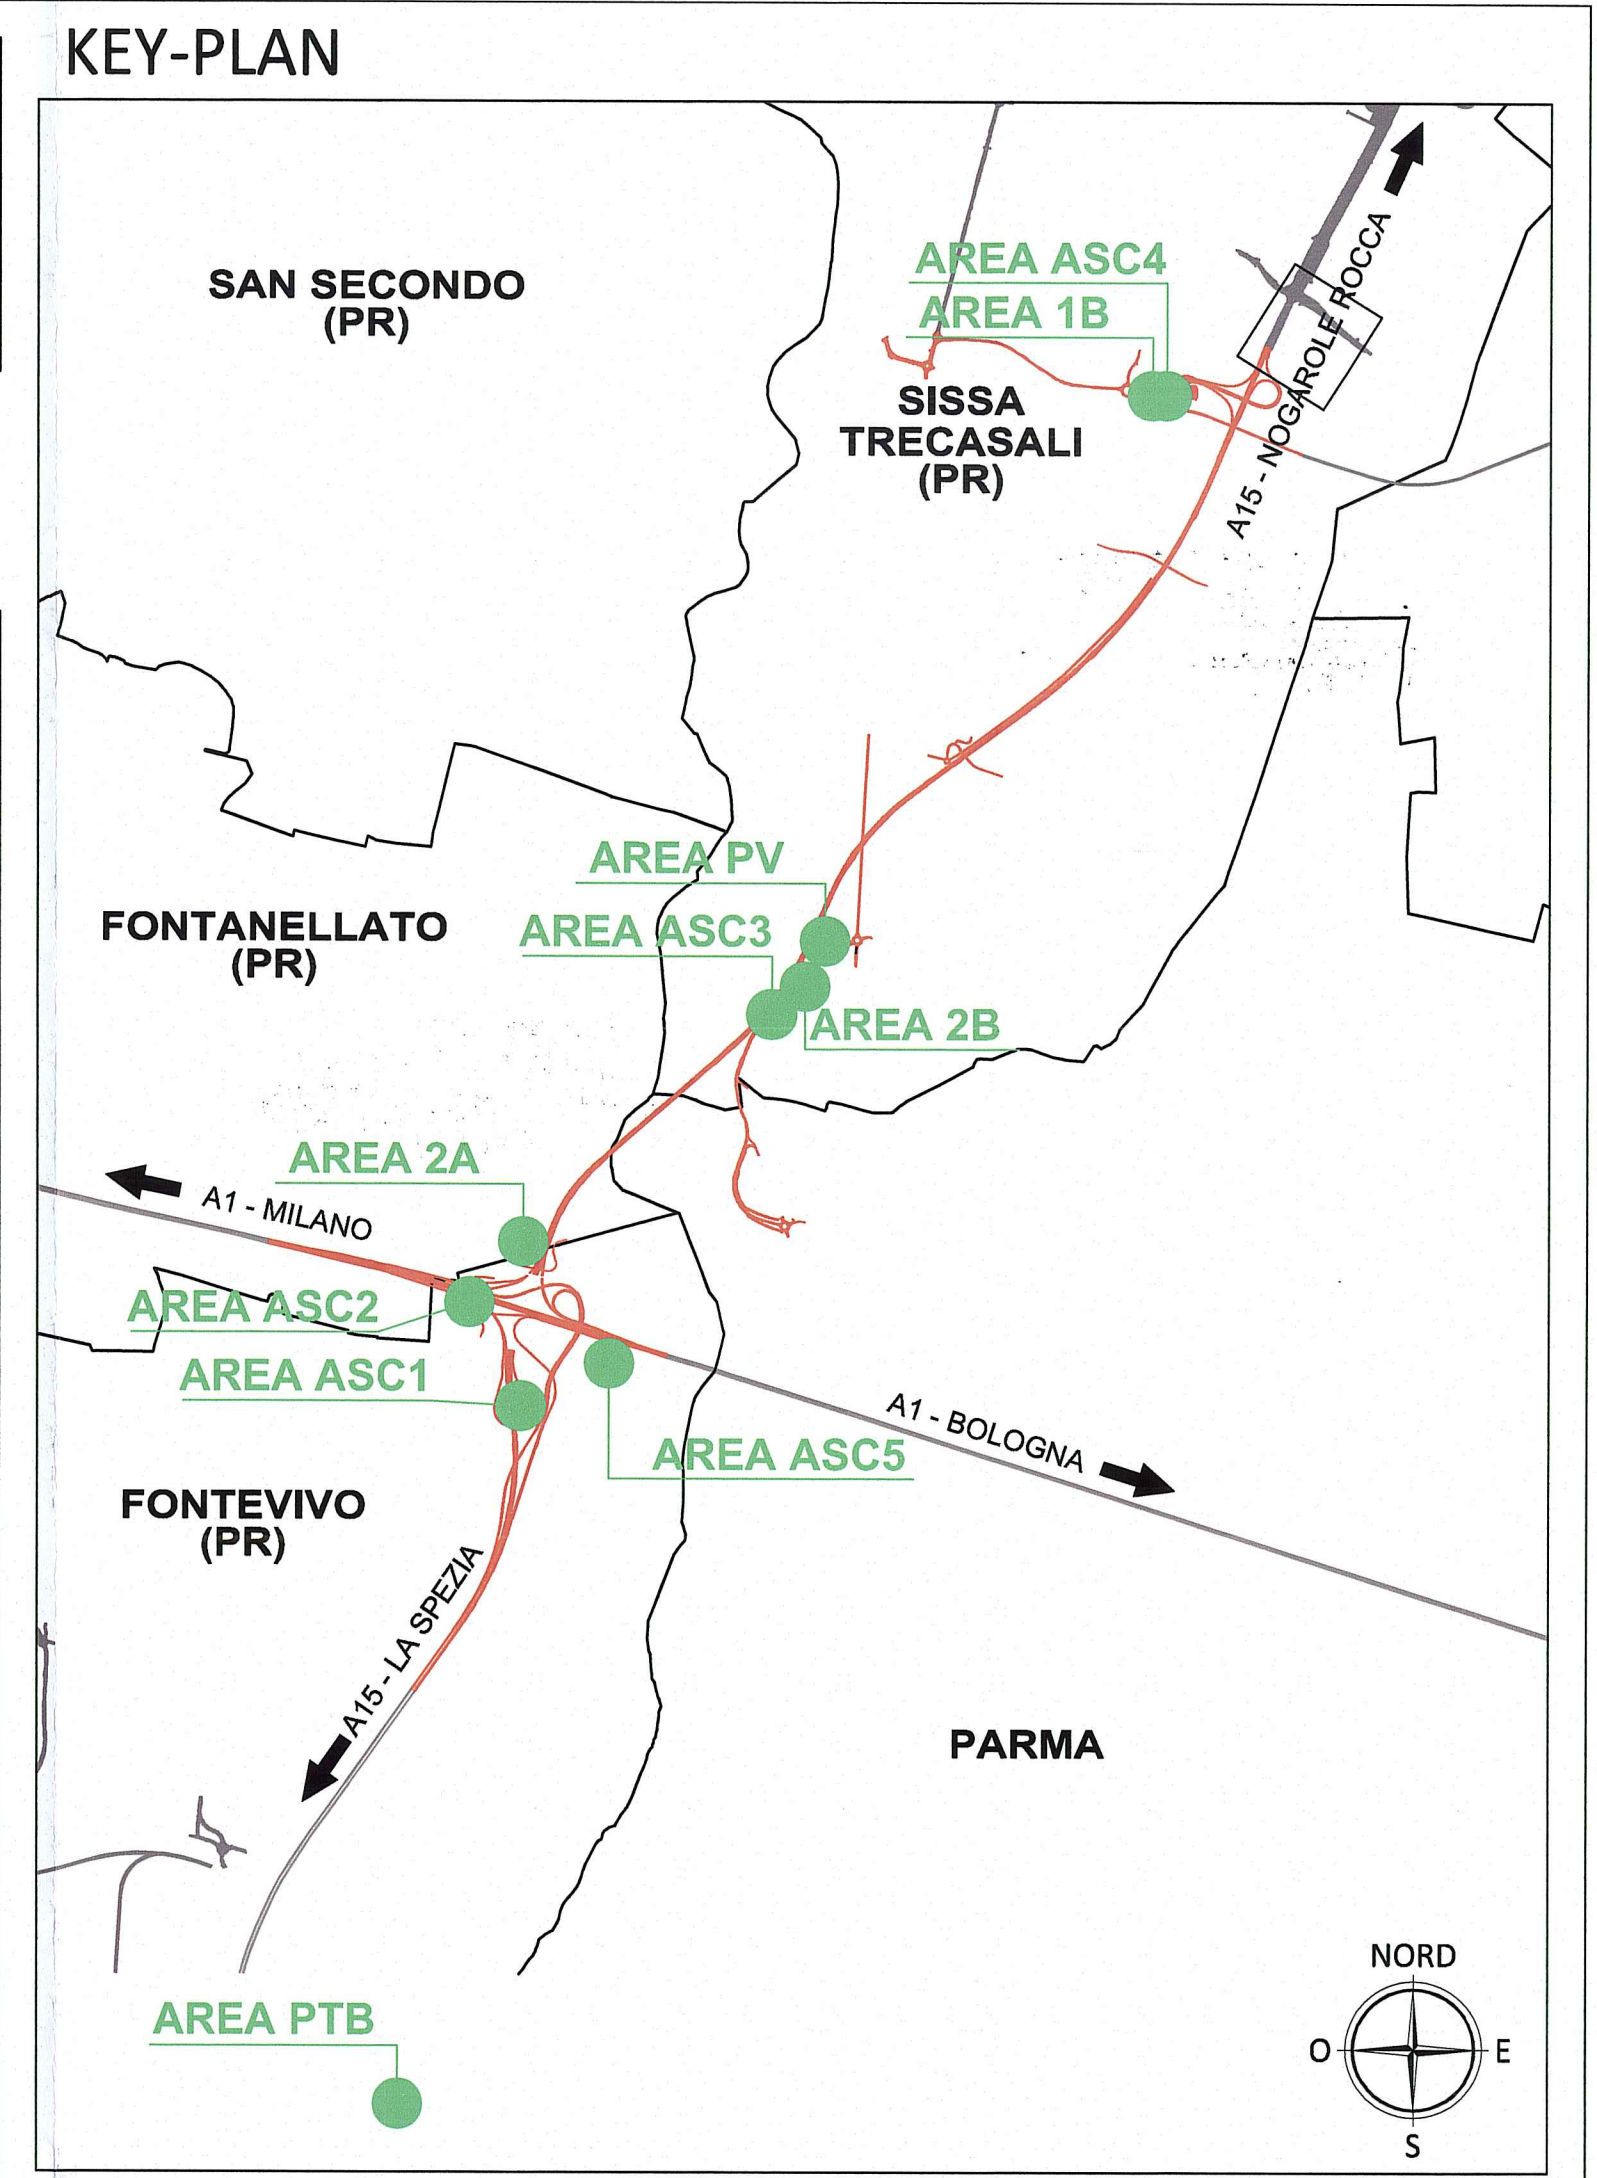 KEY-PLAN
SAN SECONDO
(PR)
AREA ASC4
AREA 1B
A15 - NOGAROLE ROCCA
SISSA
TRECASALI
(PR)
AREA PV
FONTANELLATO
(PR)
AREA ASC3
AREA 2B
AREA 2A
A1 - MILANO
AREA ASC2
AREA ASC1
A1 - BOLOGNA
AREA ASC5
FONTEVIVO
(PR)
A15 - LA SPEZIA
PARMA
NORD
O
E
S
AREA PTB